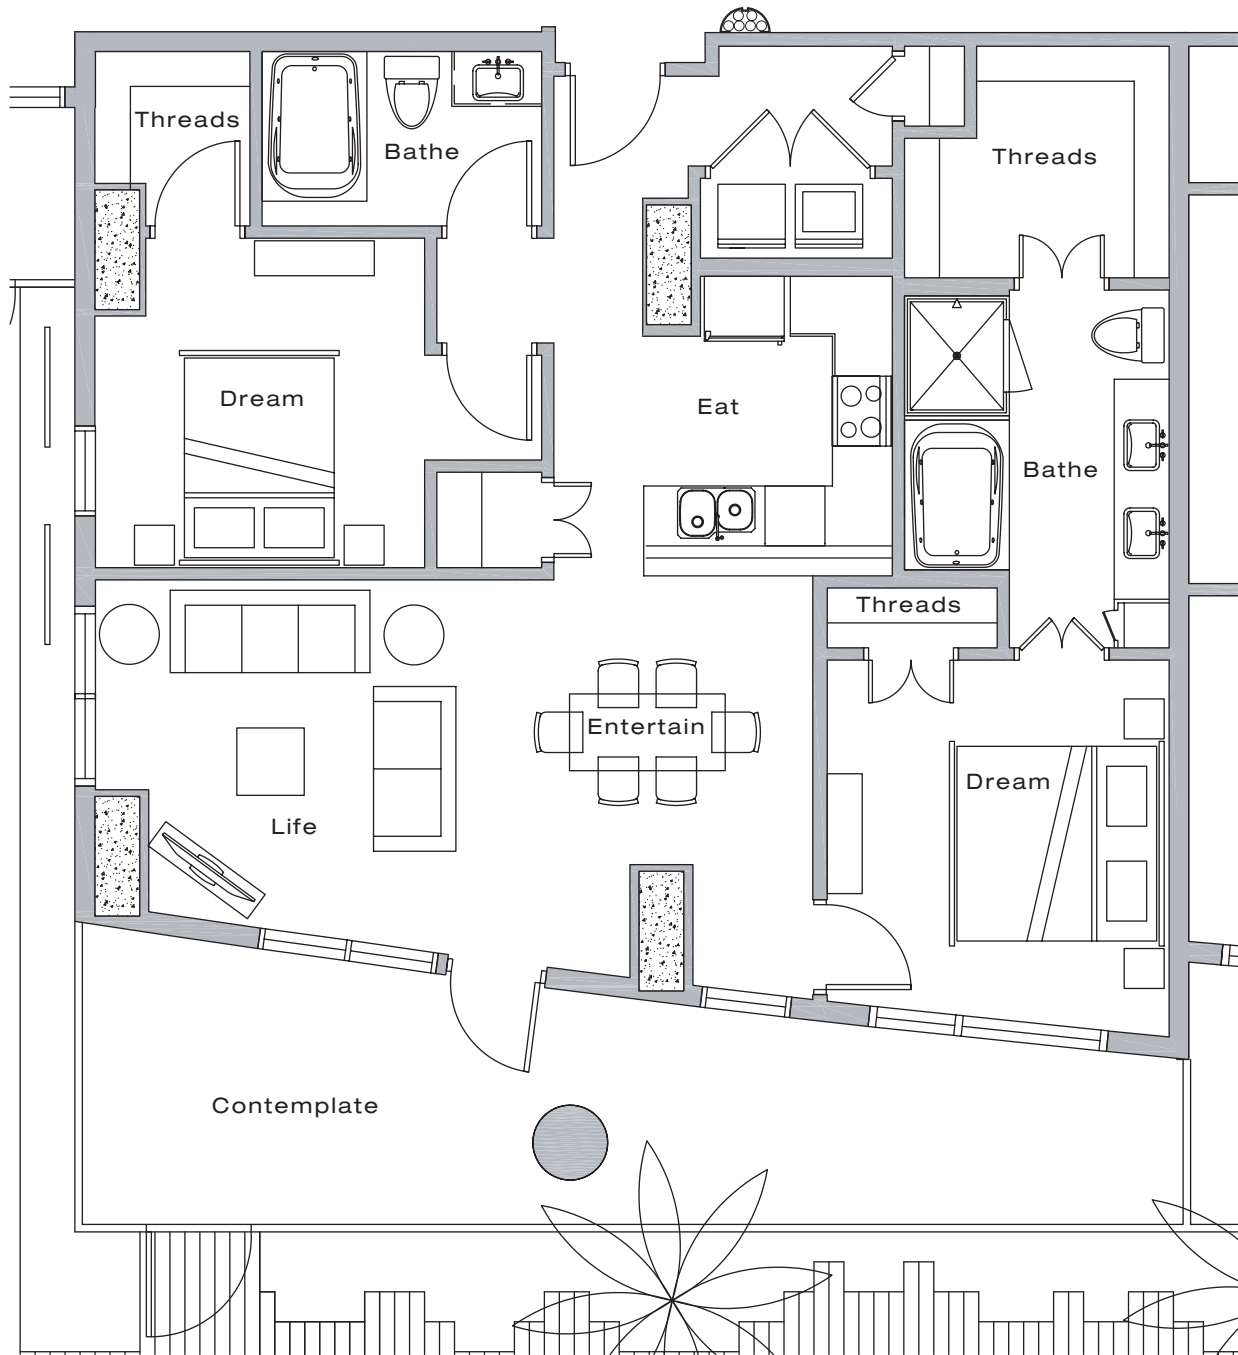 Threads
Bathe
Threads
Dream
Eat
Bathe
Threads
Entertain
Dream
Life
Contemplate